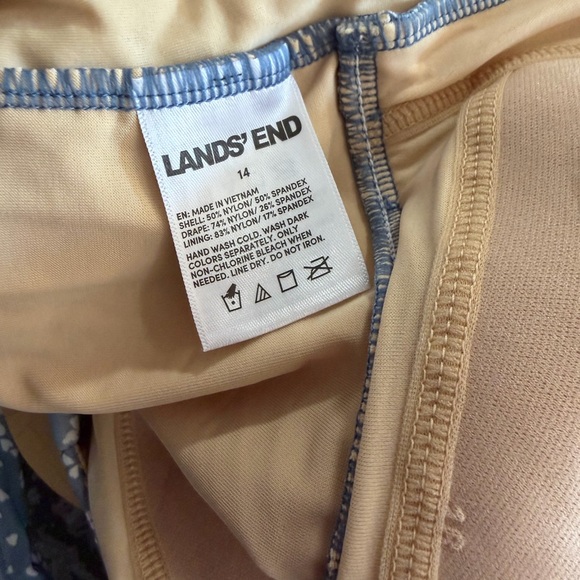 LANDS' END
14
EN: MADE IN VIETNAM
SHELL: 50% NYLON/ 50% SPANDEX
DRAPE: 74% NYLON/ 26% SPANDEX
LINING: 83% NYLON/ 17% SPANDEX
HAND WASH COLD. WASH DARK
COLORS SEPARATELY. ONLY
NON-CHLORINE BLEACH WHEN
NEEDED. LINE DRY. DO NOT IRON.